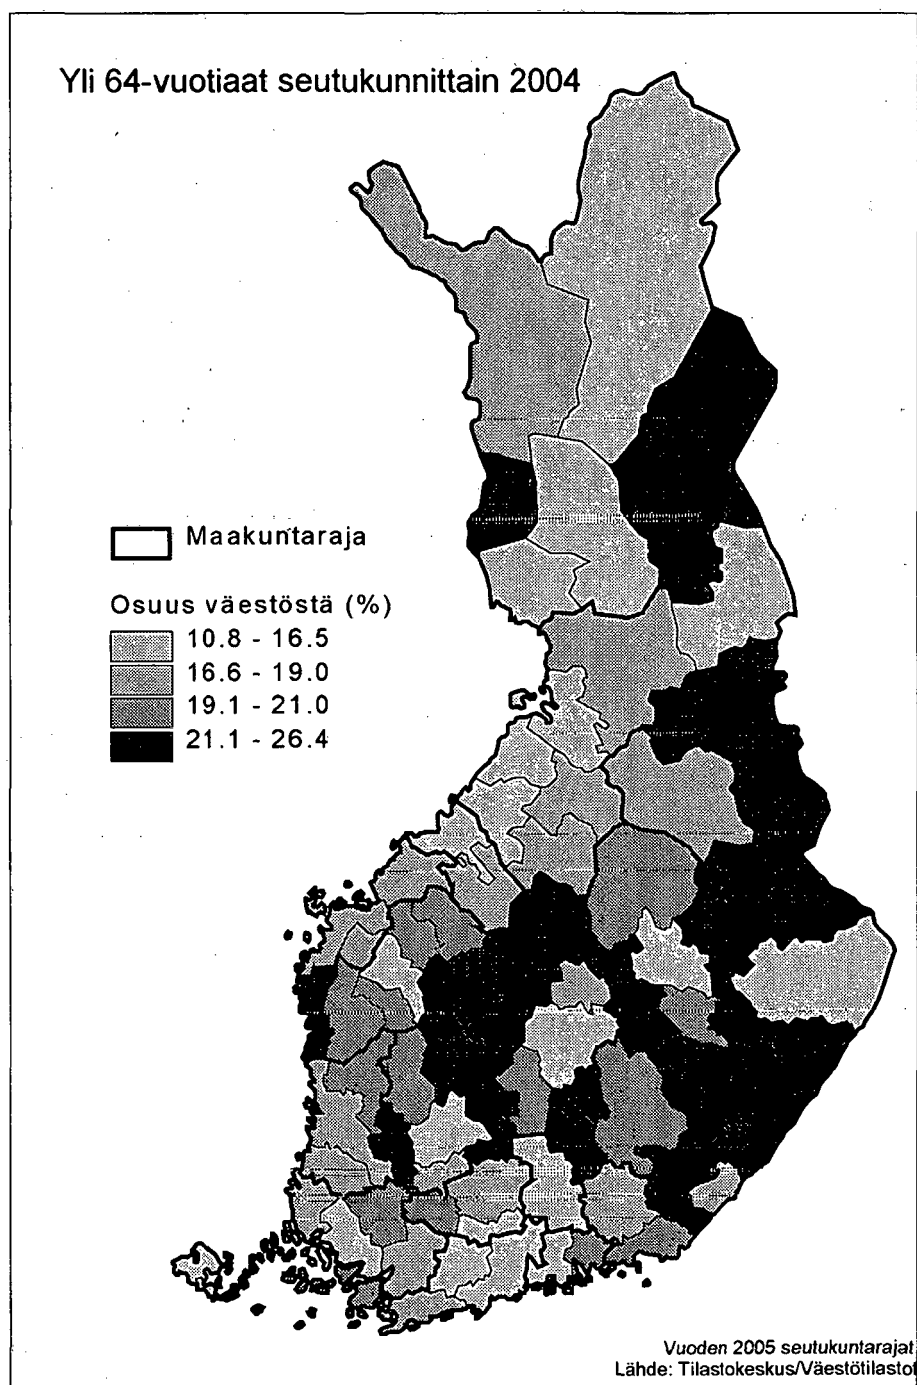 Yli 64-vuotiaat seutukunnittain 2004
Maakuntaraja
Osuus väestöstä (%)
10.8 - 16.5
16.6 - 19.0
19.1 - 21.0
21.1 - 26.4
Vuoden 2005 seutukuntarajat
Lähde: Tilastokeskus/Väestötilastot